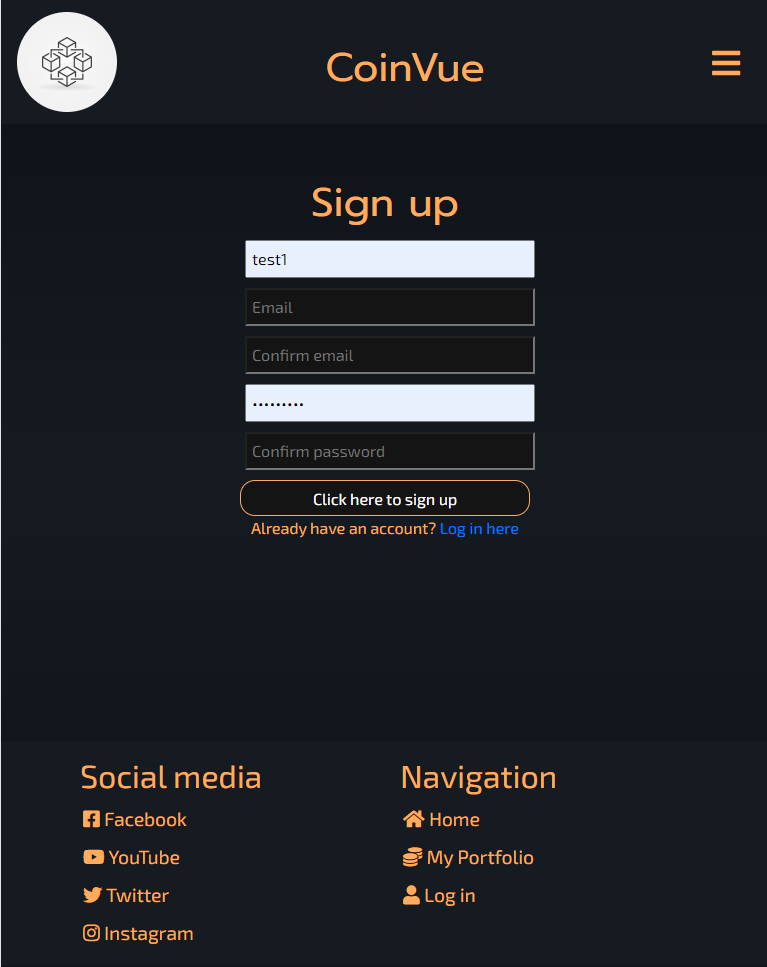 CoinVue
Sign up
test1
Email
Confirm email
•••••••••
Confirm password
Click here to sign up
Already have an account? Log in here
Social media
Facebook
YouTube
Twitter
Instagram
Navigation
Home
My Portfolio
Log in